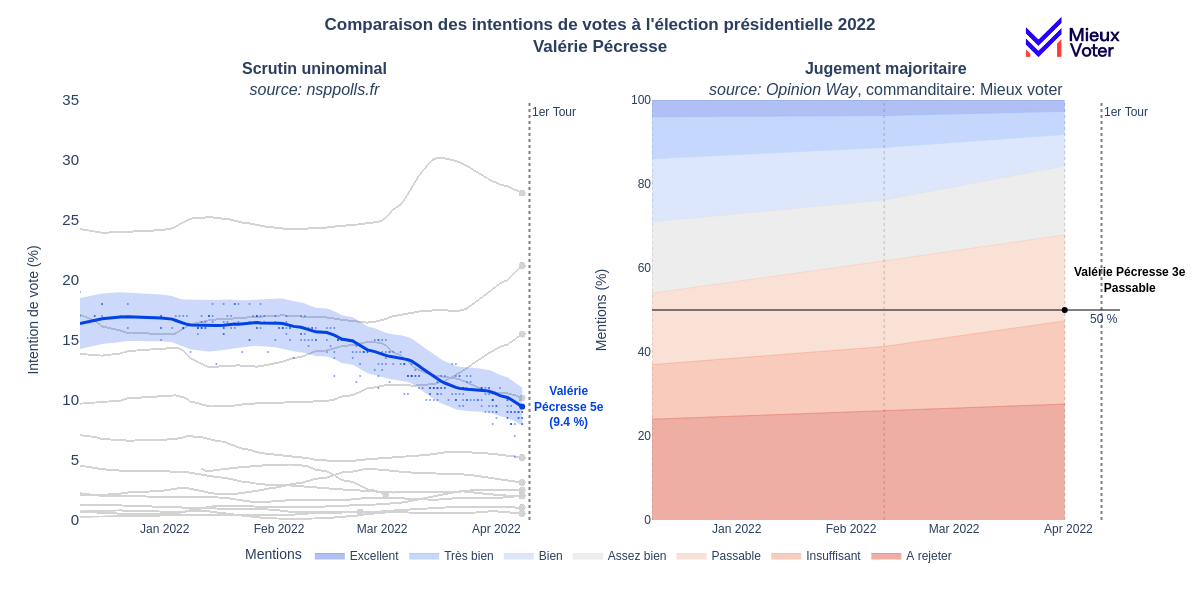 Comparaison des intentions de votes à l'élection présidentielle 2022
Valérie Pécresse
Mieux
Voter
Scrutin uninominal
source: nsppolls.fr
Jugement majoritaire
source: Opinion Way, commanditaire: Mieux voter
35
30
25
20
15
10
5
0
Intention de vote (%)
1er Tour
Valérie
Pécresse 5e
(9.4 %)
Jan 2022
Feb 2022
Mar 2022
Apr 2022
100
80
60
40
20
0
Mentions (%)
1er Tour
Valérie Pécresse 3e
Passable
50 %
Jan 2022
Feb 2022
Mar 2022
Apr 2022
Mentions
Excellent
Très bien
Bien
Assez bien
Passable
Insuffisant
A rejeter